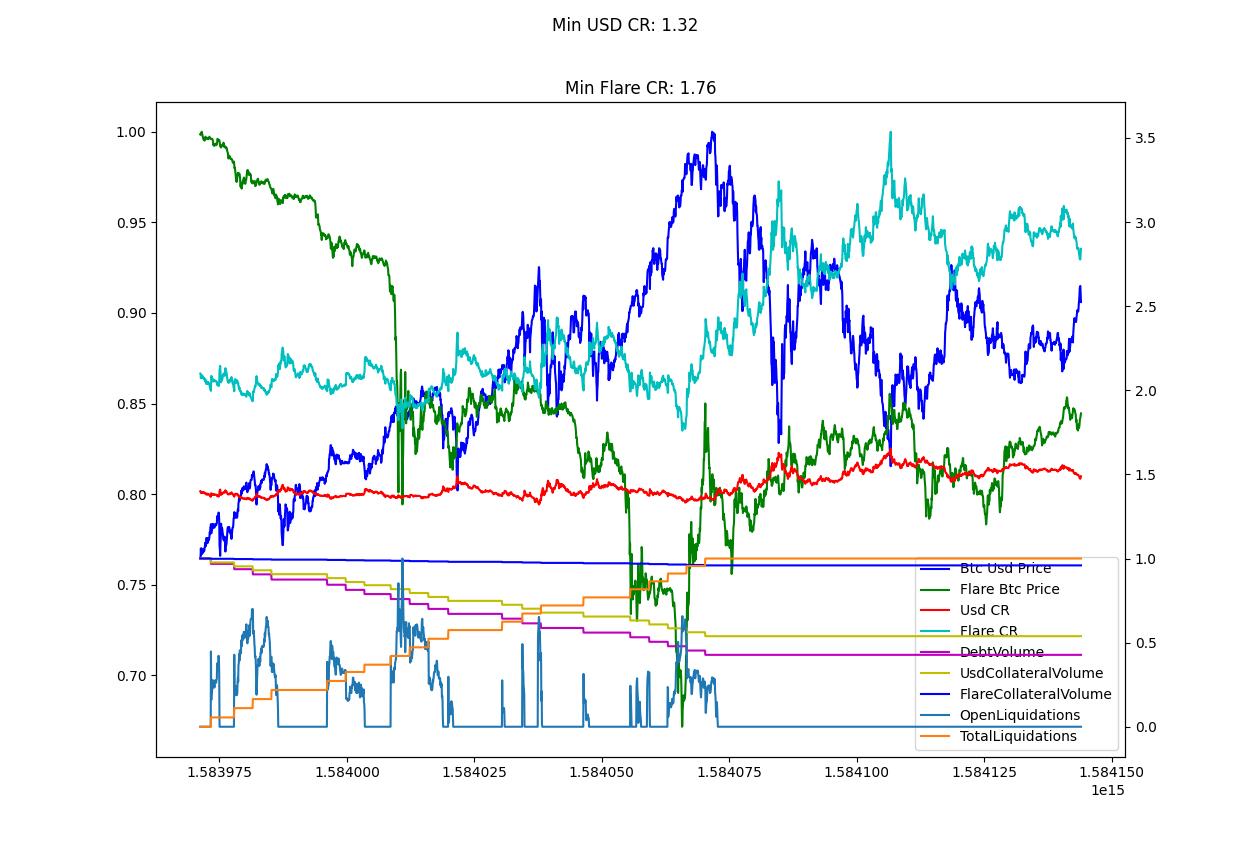 Min USD CR: 1.32
Min Flare CR: 1.76
1.00
0.95
0.90
0.85
0.80
0.75
0.70
3.5
3.0
2.5
2.0
1.5
1.0
0.5
0.0
Btc Usd Price
Flare Btc Price
Usd CR
Flare CR
DebtVolume
UsdCollateralVolume
FlareCollateralVolume
OpenLiquidations
TotalLiquidations
1.583975 1.584000 1.584025 1.584050 1.584075 1.584100 1.584125 1.584150
1e15